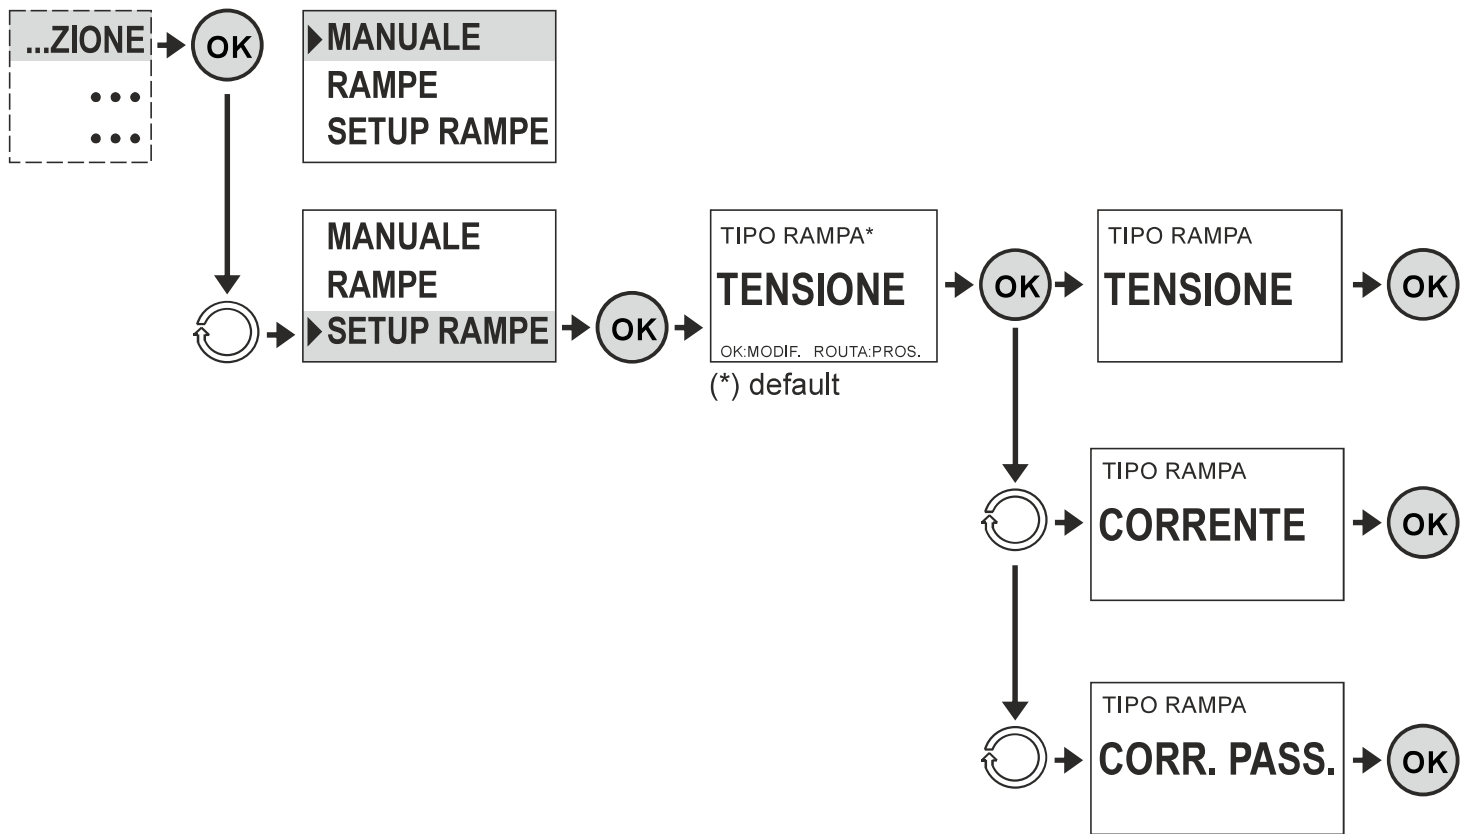 ...ZIONE
...
...
OK
MANUALE
RAMPE
SETUP RAMPE
MANUALE
RAMPE
SETUP RAMPE
OK
TIPO RAMPA*
TENSIONE
OK:MODIF. ROUTA:PROS.
(*) default
OK
TIPO RAMPA
TENSIONE
OK
TIPO RAMPA
CORRENTE
OK
TIPO RAMPA
CORR. PASS.
OK